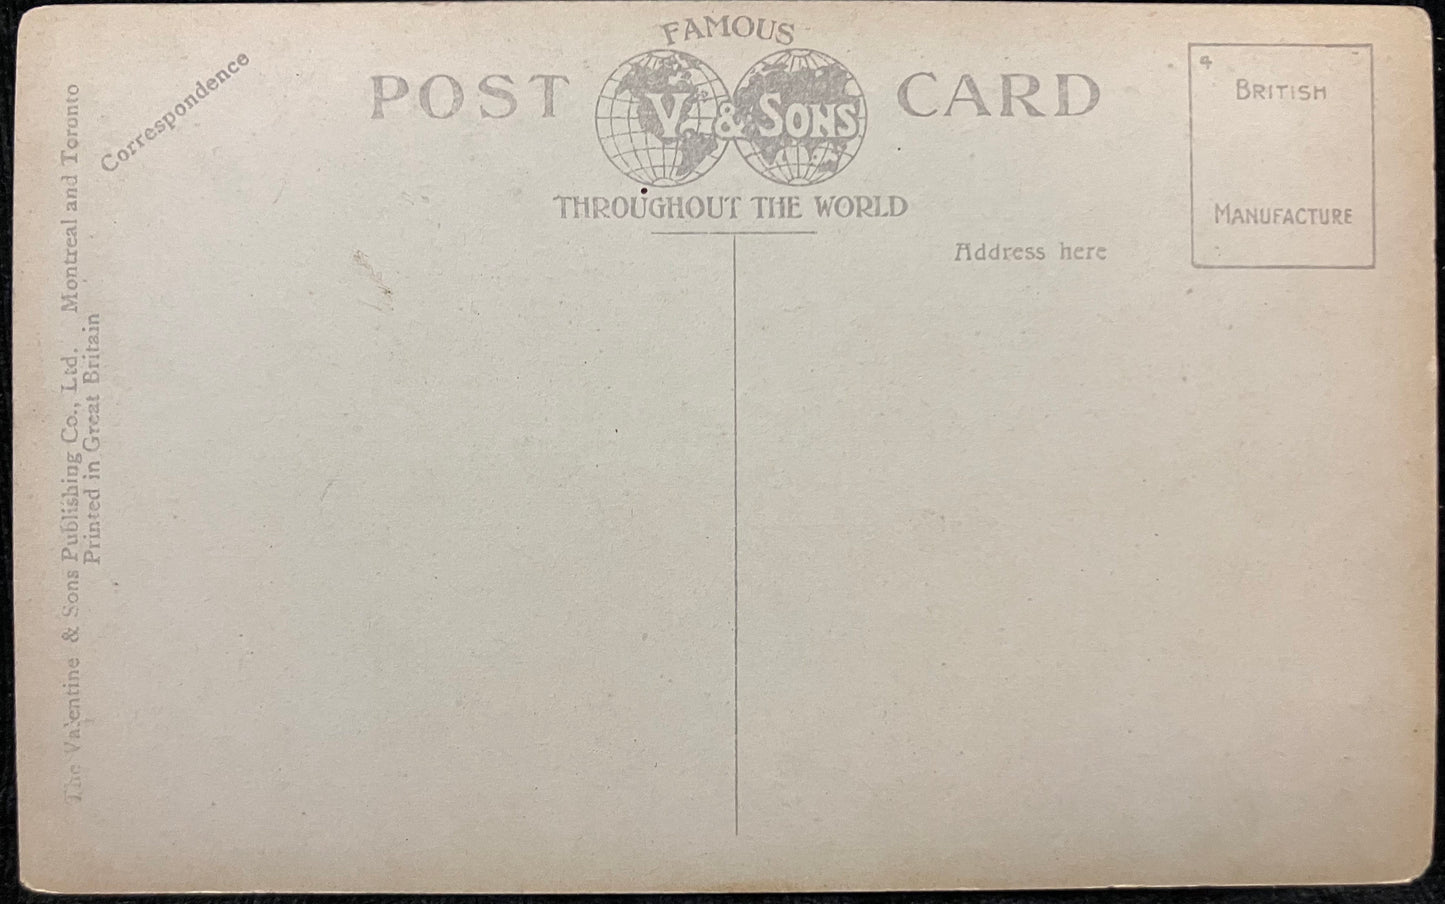 FAMOUS
POST CARD
V. & SONS
THROUGHOUT THE WORLD
BRITISH
MANUFACTURE
Correspondence
Address here
The Valentine & Sons Publishing Co., Ltd. Montreal and Toronto
Printed in Great Britain